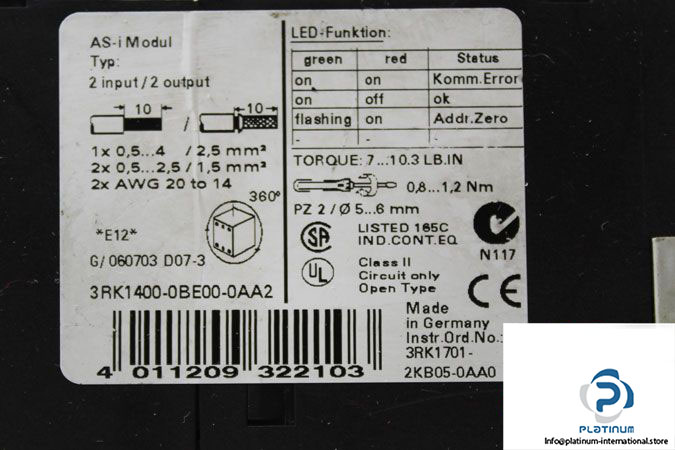 AS-i Modul
Typ:
2 input / 2 output
10 / 10
1x 0,5...4 / 2,5 mm²
2x 0,5...2,5 / 1,5 mm²
2x AWG 20 to 14
360°
*E12*
G/ 060703 D07-3
3RK1400-0BE00-0AA2
4 011209 322103
LED-Funktion:
green red Status
on on Komm.Error
on off ok
flashing on Addr.Zero
- - -
TORQUE: 7...10.3 LB.IN
0,8...1,2 Nm
PZ 2 / Ø 5...6 mm
SA LISTED 165C
IND.CONT.EQ
N117
UL Class II
Circuit only
Open Type
CE
Made
in Germany
Instr.Ord.No.:
3RK1701-
2KB05-0AA0
PLATINUM
Info@platinum-international.store